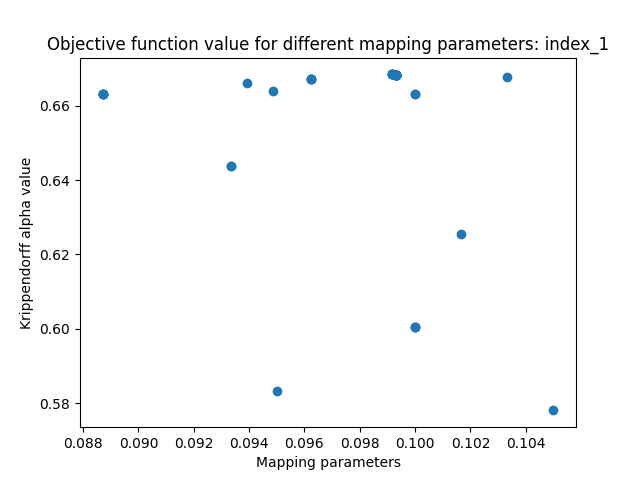 Objective function value for different mapping parameters: index_1
Krippendorff alpha value
0.66
0.64
0.62
0.60
0.58
0.088 0.090 0.092 0.094 0.096 0.098 0.100 0.102 0.104
Mapping parameters